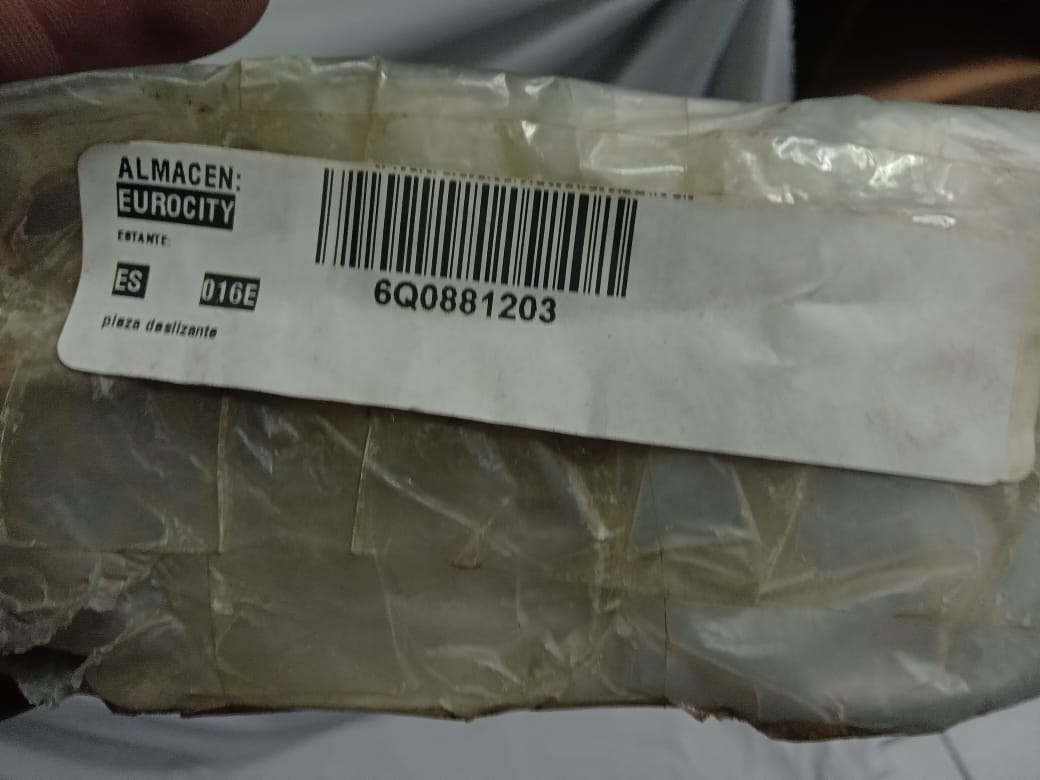 ALMACEN:
EUROCITY
ESTANTE:
ES 016E
pieza deslizante
6Q0881203